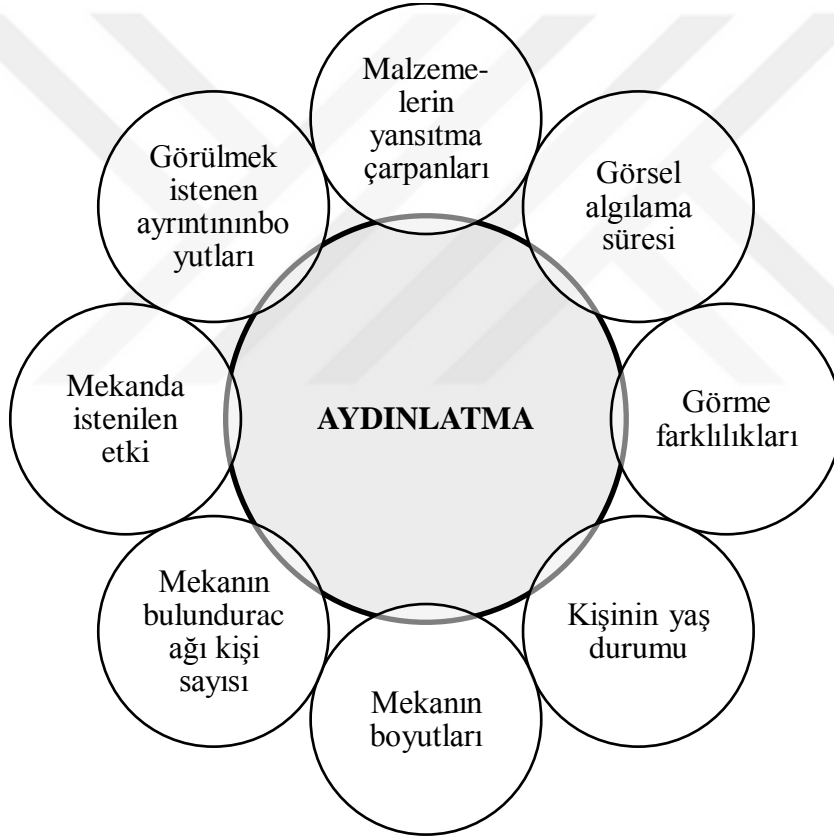 Malzeme-
lerin
yansıtma
çarpanları
Görsel
algılama
süresi
Görme
farklılıkları
Kişinin yaş
durumu
Mekanın
boyutları
Mekanın
bulundurac
ağı kişi
sayısı
Mekanda
istenilen
etki
Görülmek
istenen
ayrıntınınbo
yutları
AYDINLATMA